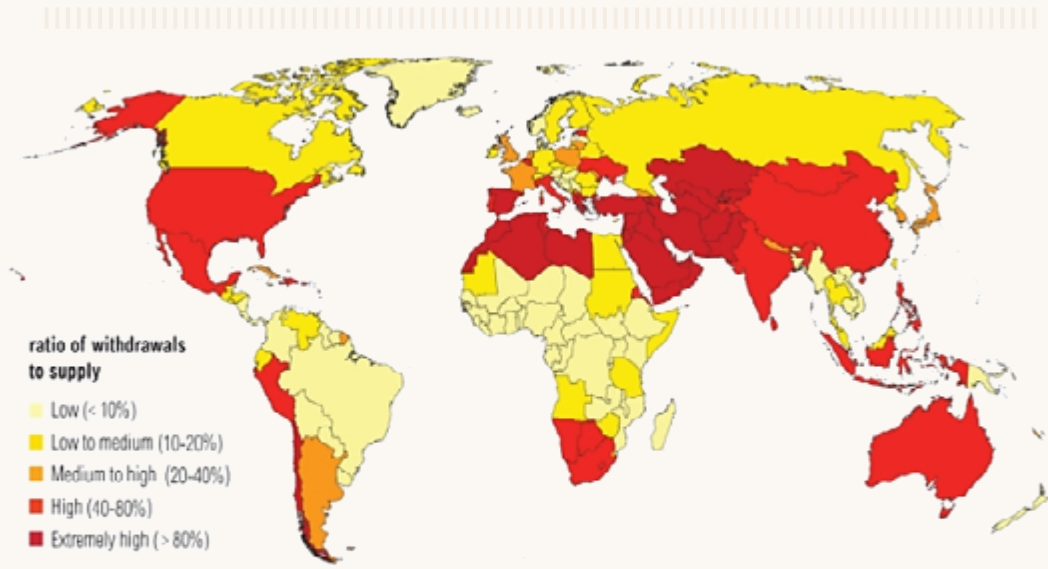 ratio of withdrawals
to supply
Low (< 10%)
Low to medium (10-20%)
Medium to high (20-40%)
High (40-80%)
Extremely high (> 80%)